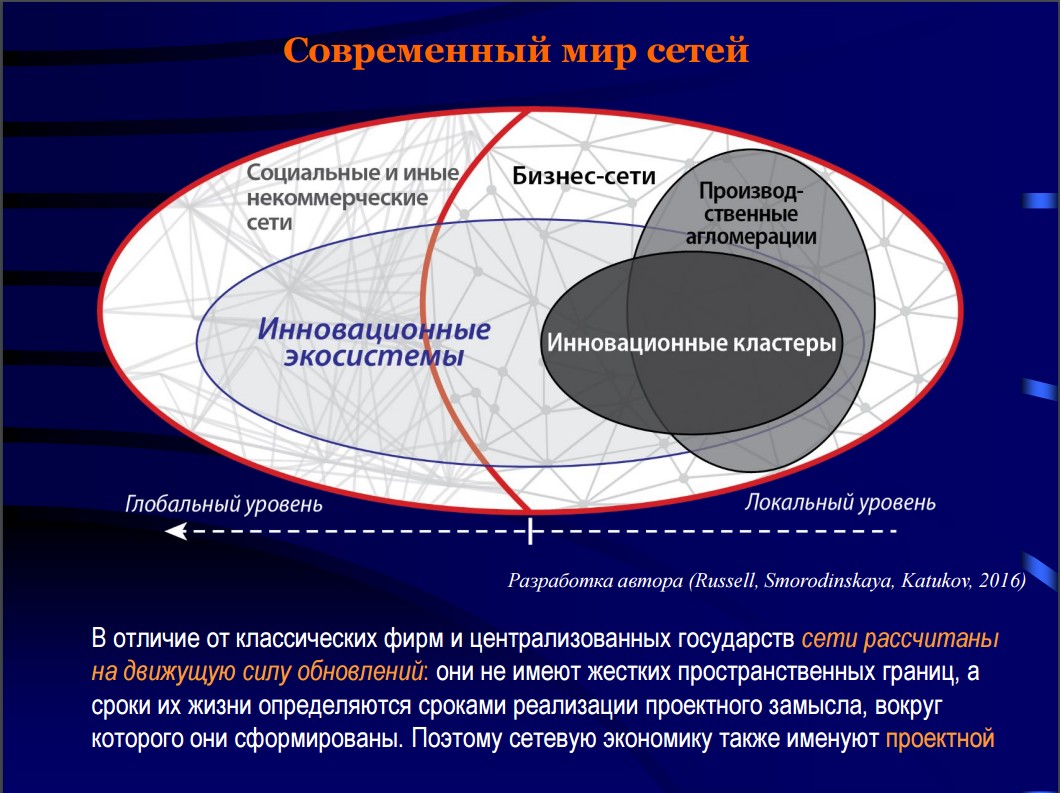 Современный мир сетей
Социальные и иные
некоммерческие
сети
Бизнес-сети
Производ-
ственные
агломерации
Инновационные
экосистемы
Инновационные кластеры
Глобальный уровень
Локальный уровень
Разработка автора (Russell, Smorodinskaya, Katukov, 2016)
В отличие от классических фирм и централизованных государств сети рассчитаны
на движущую силу обновлений: они не имеют жестких пространственных границ, а
сроки их жизни определяются сроками реализации проектного замысла, вокруг
которого они сформированы. Поэтому сетевую экономику также именуют проектной